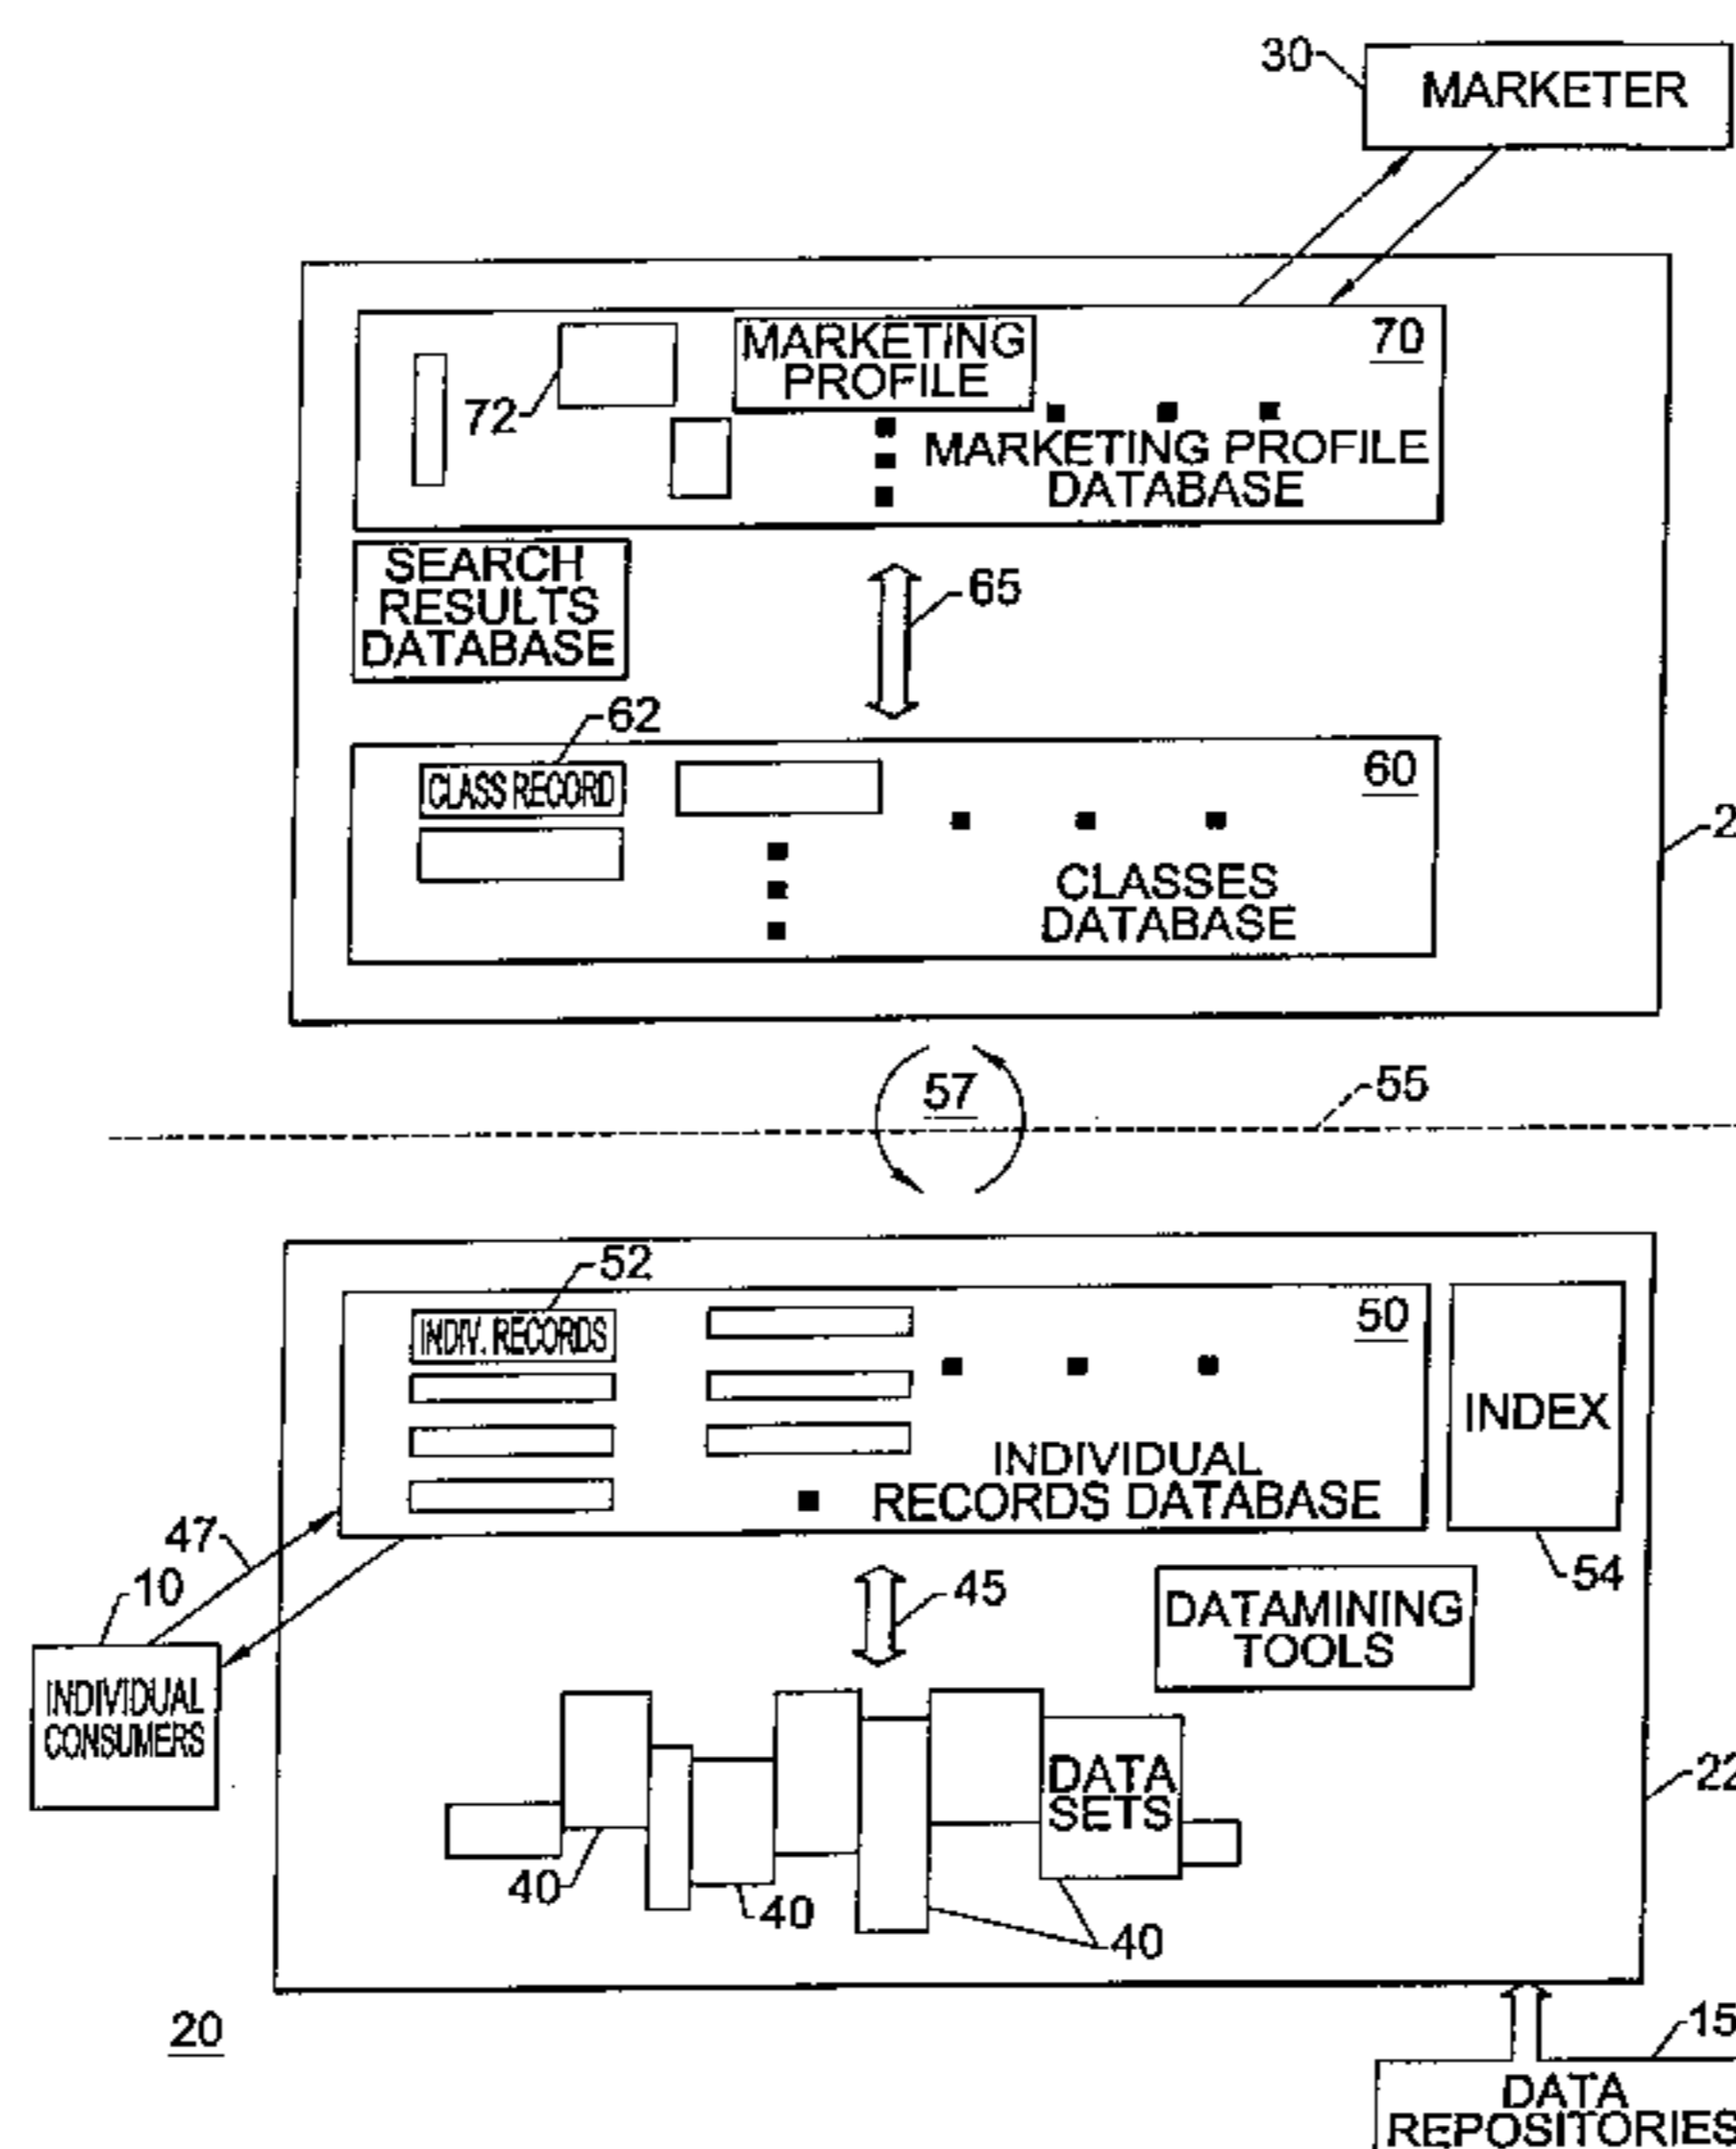 30
MARKETER
70
MARKETING
PROFILE
72
MARKETING PROFILE
DATABASE
SEARCH
RESULTS
DATABASE
65
62
CLASS RECORD
60
CLASSES
DATABASE
57
55
52
INDIV. RECORDS
50
INDEX
INDIVIDUAL
RECORDS DATABASE
47
10
45
54
DATAMINING
TOOLS
INDIVIDUAL
CONSUMERS
DATA
SETS
22
40
40
40
20
15
DATA
REPOSITORIES